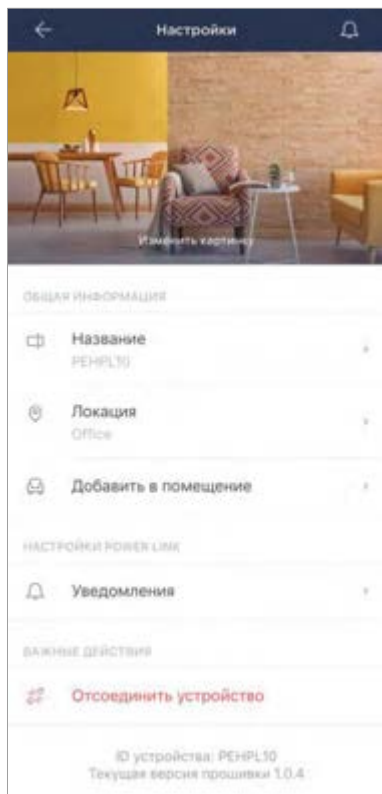 Настройки
Изменить картинку
ОБЩАЯ ИНФОРМАЦИЯ
Название
PEHPL10
Локация
Office
Добавить в помещение
НАСТРОЙКИ POWER LINK
Уведомления
ВАЖНЫЕ ДЕЙСТВИЯ
Отсоединить устройство
ID устройства: PEHPL10
Текущая версия прошивки 1.0.4